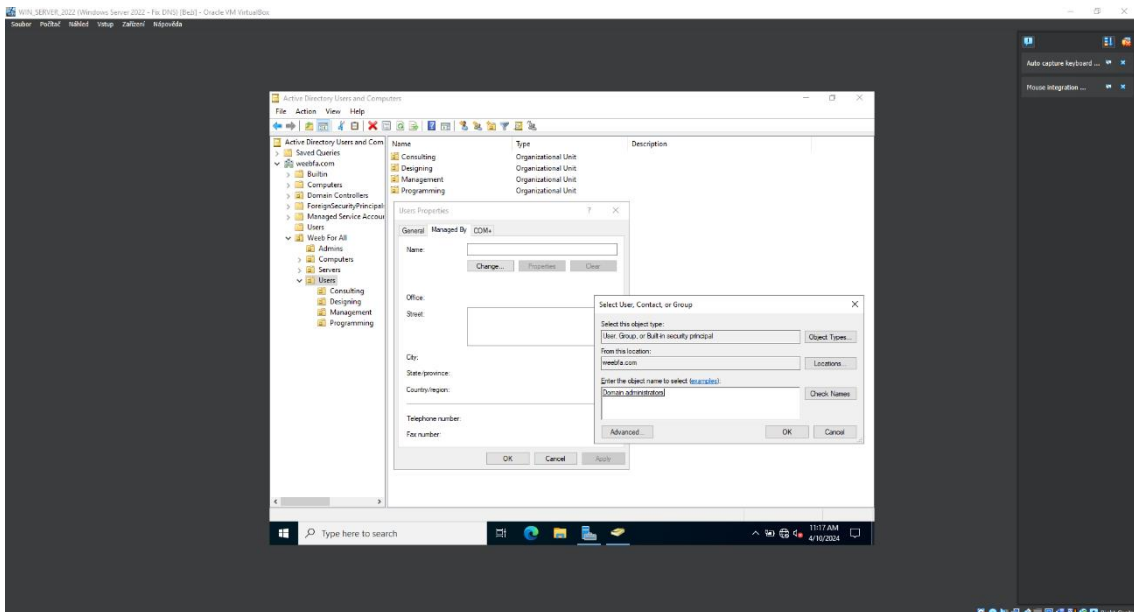 WIN_SERVER_2022 (Windows Server 2022 - Fix DNS) [Běží] - Oracle VM VirtualBox
Soubor Počítač Náhled Vstup Zařízení Nápověda
Auto capture keyboard ...
Mouse integration ...
Active Directory Users and Computers
File Action View Help
Active Directory Users and Com
Saved Queries
weebfa.com
Builtin
Computers
Domain Controllers
ForeignSecurityPrincipal
Managed Service Accou
Users
Weeb For All
Admins
Computers
Servers
Users
Consulting
Designing
Management
Programming
Name Type Description
Consulting Organizational Unit
Designing Organizational Unit
Management Organizational Unit
Programming Organizational Unit
Users Properties ? ×
General Managed By COM+
Name:
Change... Properties Clear
Office:
Street:
City:
State/province:
Country/region:
Telephone number:
Fax number:
OK Cancel Apply
Select User, Contact, or Group
Select this object type:
User, Group, or Built-in security principal Object Types...
From this location:
weebfa.com Locations...
Enter the object name to select (examples):
Domain administrators Check Names
Advanced... OK Cancel
Type here to search
11:17 AM
4/10/2024